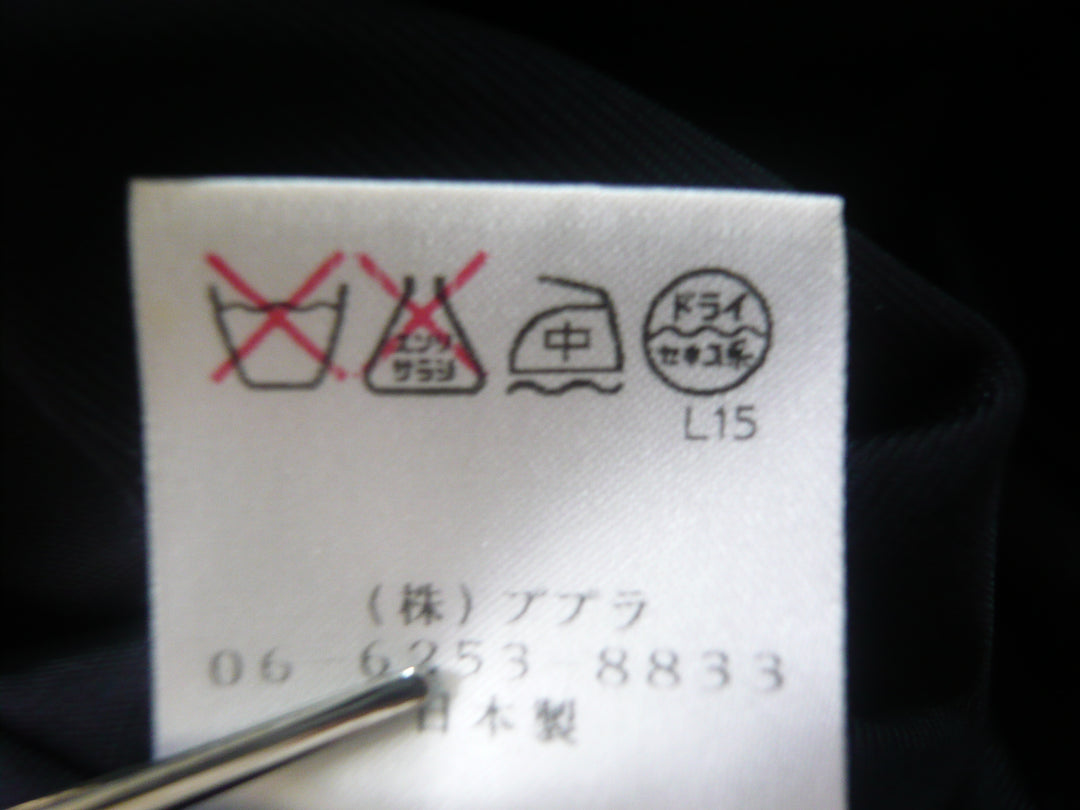 エンソ
サラシ
中
ドライ
セキユ系
L15
(株)アプラ
06-6253-8833
日本製